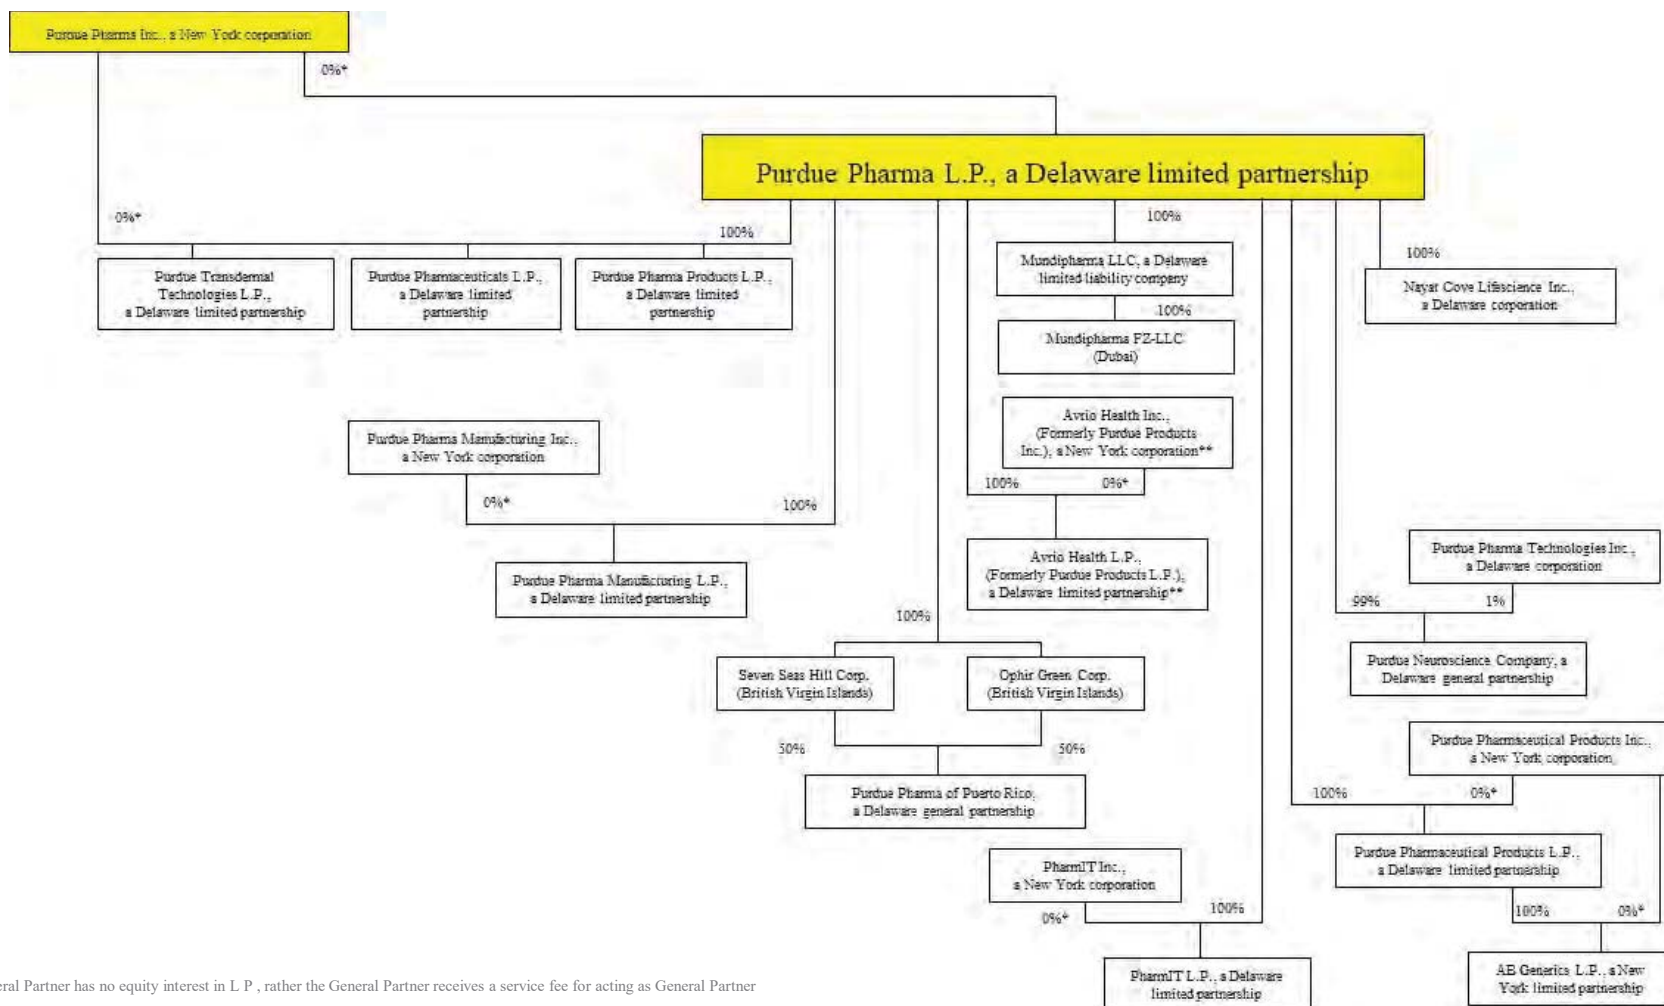 Purdue Pharma Inc., a New York corporation
0%*
Purdue Pharma L.P., a Delaware limited partnership
0%*
100%
100%
100%
Purdue Transdermal
Technologies L.P.,
a Delaware limited partnership
Purdue Pharmaceuticals L.P.,
a Delaware limited
partnership
Purdue Pharma Products L.P.,
a Delaware limited
partnership
Mundipharma LLC, a Delaware
limited liability company
100%
Mundipharma FZ-LLC
(Dubai)
Nayat Cove Lifescience Inc.,
a Delaware corporation
Purdue Pharma Manufacturing Inc.,
a New York corporation
0%*
100%
Purdue Pharma Manufacturing L.P.,
a Delaware limited partnership
Avrio Health Inc.,
(Formerly Purdue Products
Inc.), a New York corporation**
100%
0%*
Avrio Health L.P.,
(Formerly Purdue Products L.P.),
a Delaware limited partnership**
Purdue Pharma Technologies Inc.,
a Delaware corporation
99%
1%
Purdue Neuroscience Company, a
Delaware general partnership
100%
Seven Seas Hill Corp.
(British Virgin Islands)
Ophir Green Corp.
(British Virgin Islands)
50%
50%
Purdue Pharma of Puerto Rico,
a Delaware general partnership
Purdue Pharmaceutical Products Inc.,
a New York corporation
100%
0%*
Purdue Pharmaceutical Products L.P.,
a Delaware limited partnership
PharmIT Inc.,
a New York corporation
0%*
100%
PharmIT L.P., a Delaware
limited partnership
100%
0%*
AB Generics L.P., a New
York limited partnership
eral Partner has no equity interest in L P , rather the General Partner receives a service fee for acting as General Partner